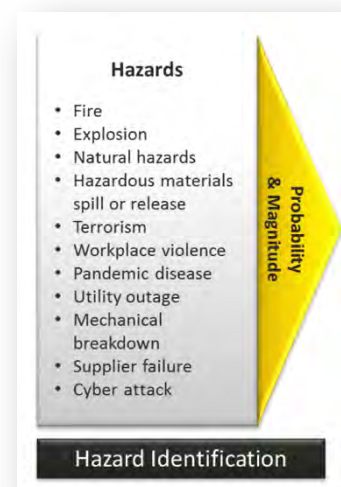 Hazards
• Fire
• Explosion
• Natural hazards
• Hazardous materials
spill or release
• Terrorism
• Workplace violence
• Pandemic disease
• Utility outage
• Mechanical
breakdown
• Supplier failure
• Cyber attack
Probability
& Magnitude
Hazard Identification